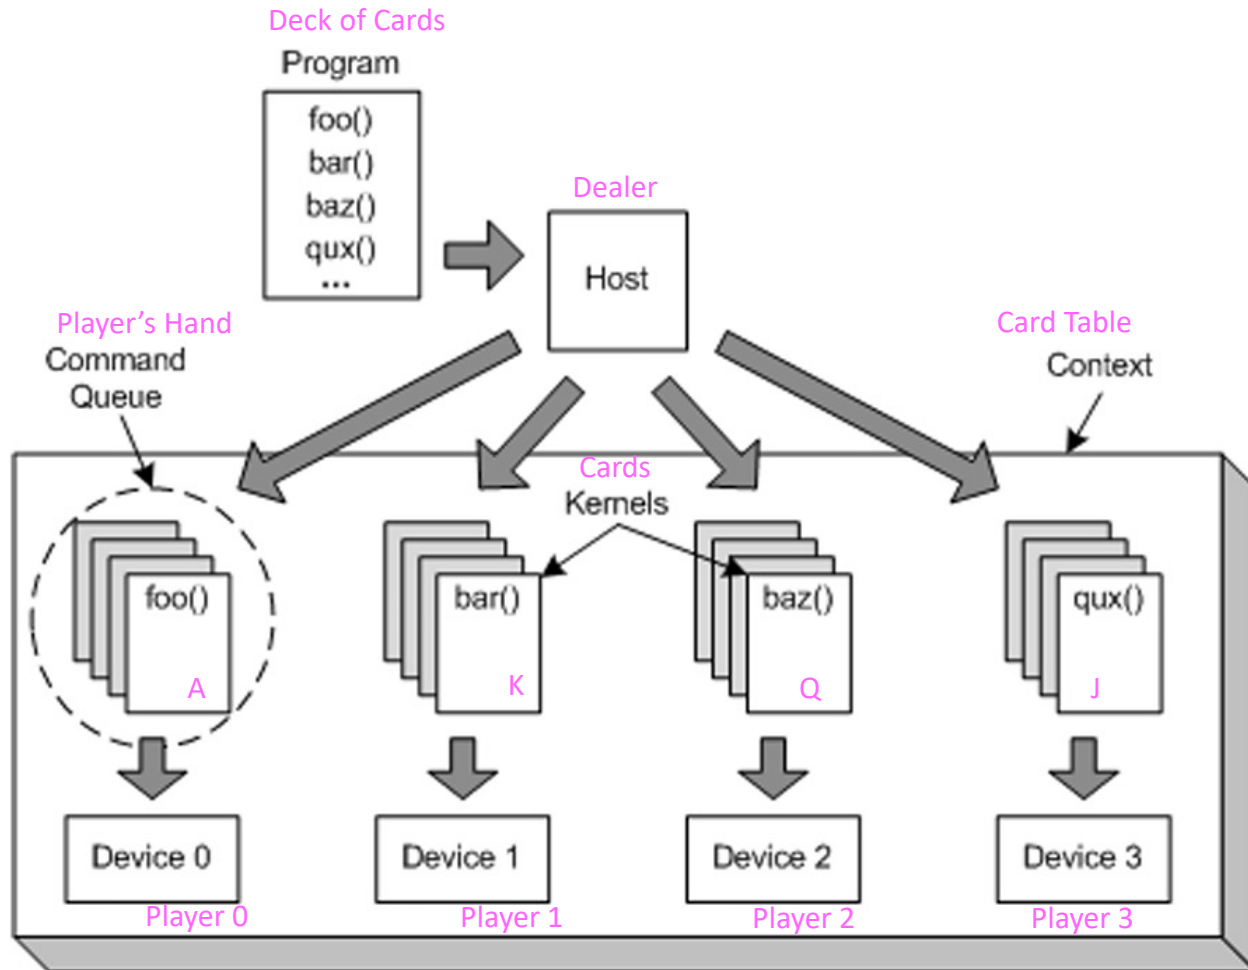 Deck of Cards
Program
foo()
bar()
baz()
qux()
...
Dealer
Host
Player’s Hand
Command
Queue
Card Table
Context
Cards
Kernels
foo()
A
bar()
K
baz()
Q
qux()
J
Device 0
Device 1
Device 2
Device 3
Player 0
Player 1
Player 2
Player 3